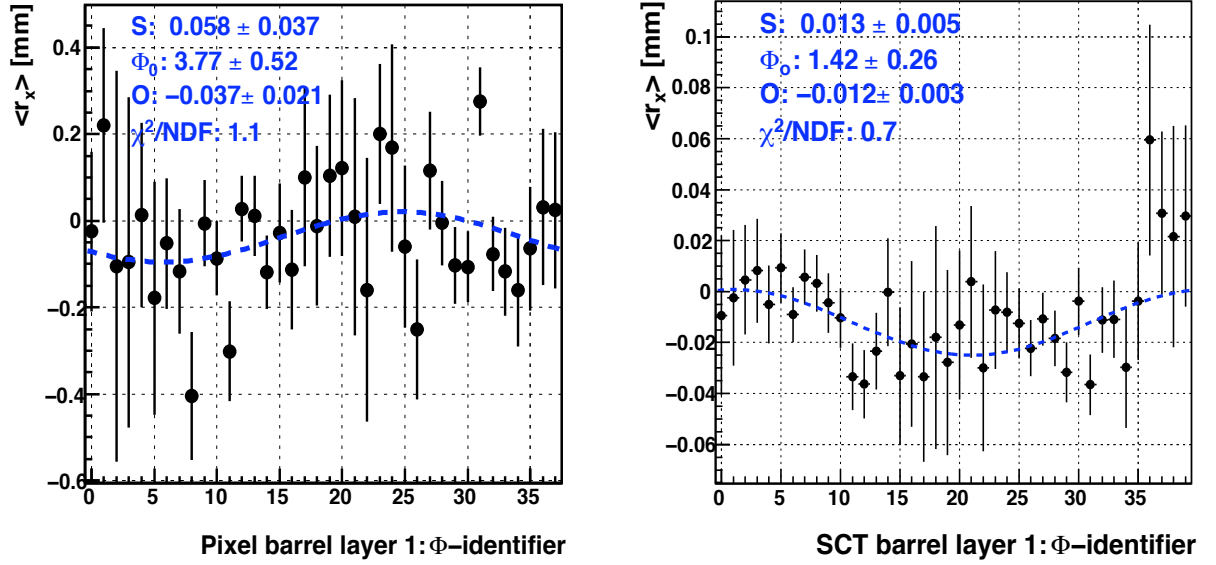 <r_x> [mm]
S: 0.058 ± 0.037
Φ_0: 3.77 ± 0.52
O: −0.037± 0.021
χ²/NDF: 1.1
0.4
0.2
0
−0.2
−0.4
−0.6
0 5 10 15 20 25 30 35
Pixel barrel layer 1: Φ−identifier
<r_x> [mm]
S: 0.013 ± 0.005
Φ_o: 1.42 ± 0.26
O: −0.012± 0.003
χ²/NDF: 0.7
0.1
0.08
0.06
0.04
0.02
0
−0.02
−0.04
−0.06
0 5 10 15 20 25 30 35
SCT barrel layer 1: Φ−identifier